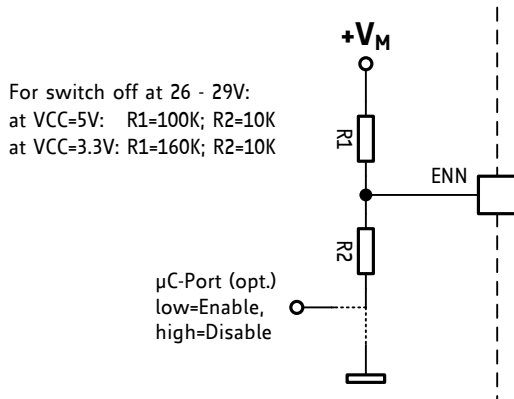 +VM
For switch off at 26 - 29V:
at VCC=5V: R1=100K; R2=10K
at VCC=3.3V: R1=160K; R2=10K
R1
ENN
R2
µC-Port (opt.)
low=Enable,
high=Disable